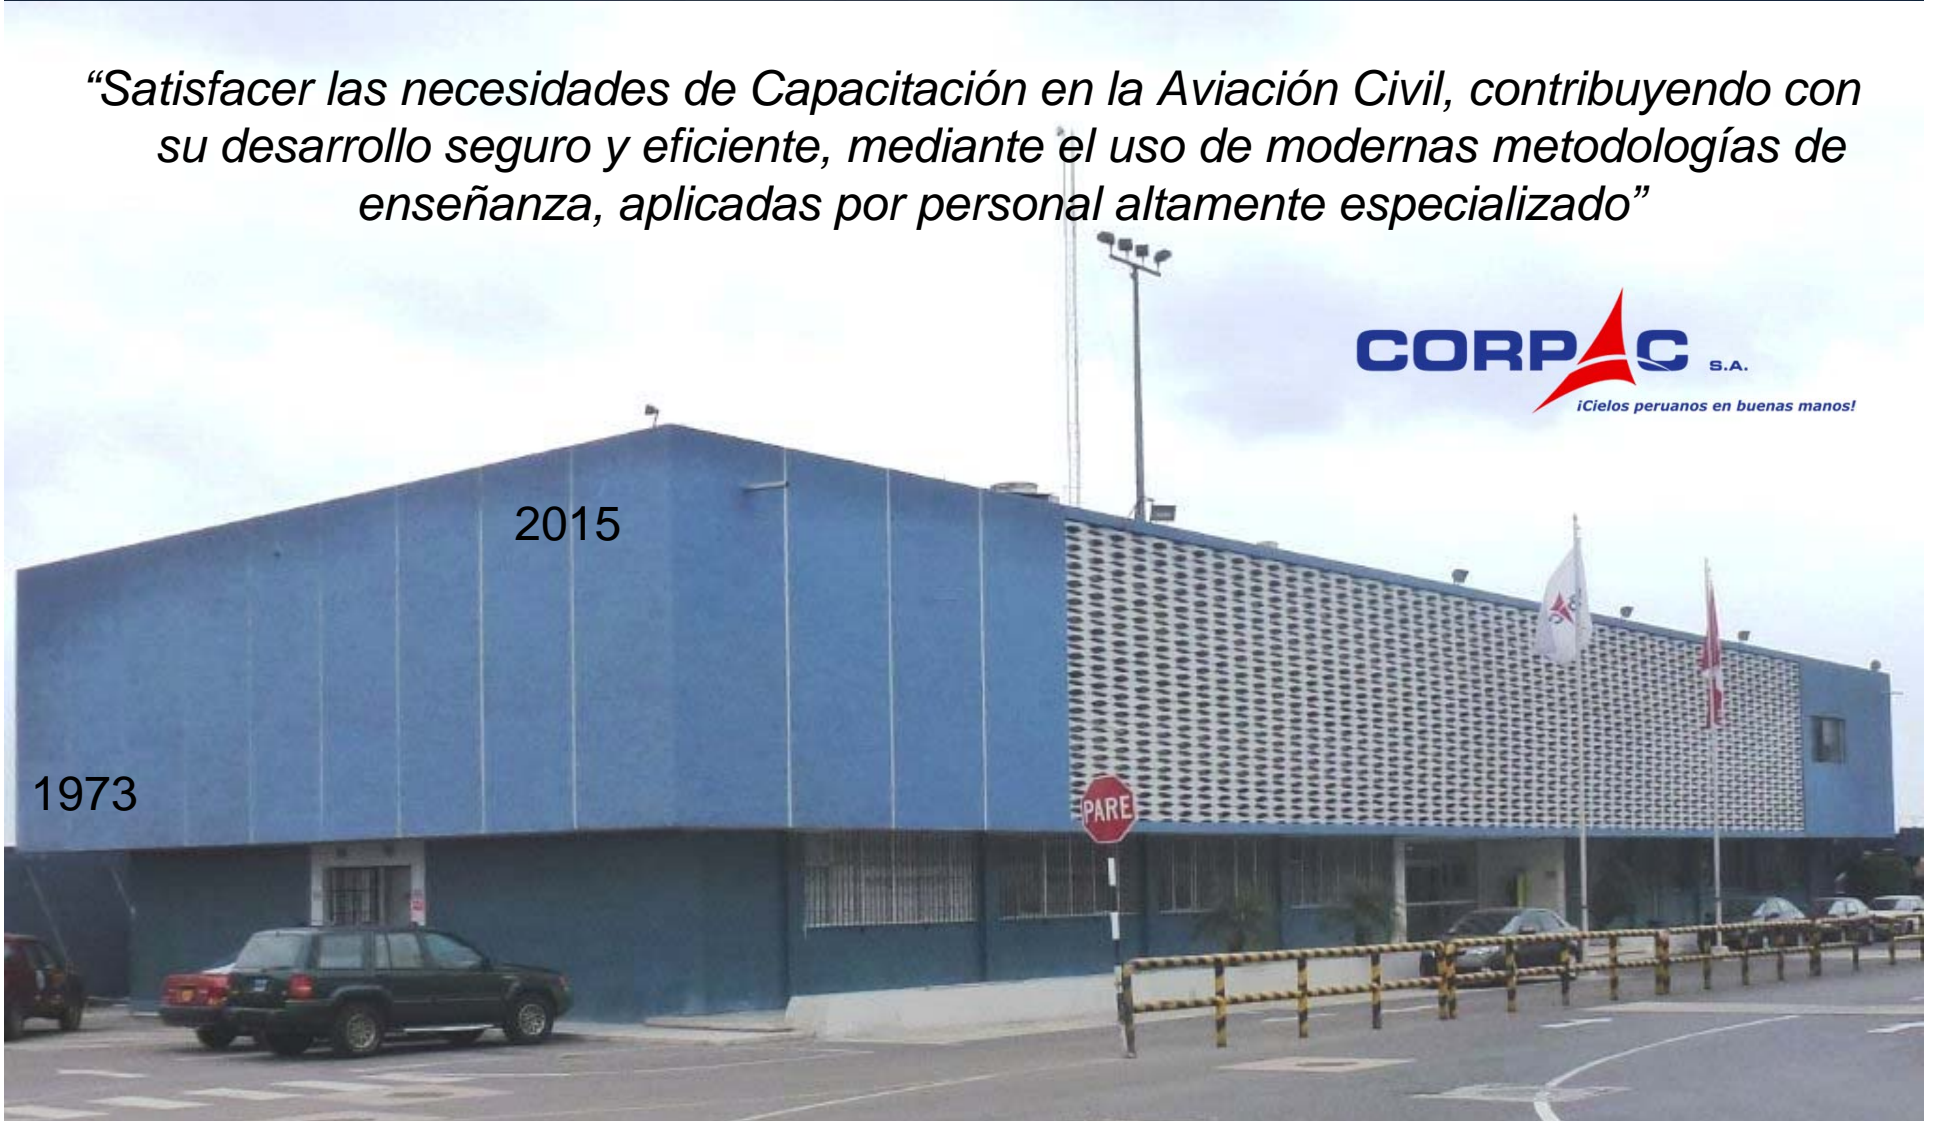 “Satisfacer las necesidades de Capacitación en la Aviación Civil, contribuyendo con
su desarrollo seguro y eficiente, mediante el uso de modernas metodologías de
enseñanza, aplicadas por personal altamente especializado”
CORPAC S.A.
¡Cielos peruanos en buenas manos!
2015
1973
PARE